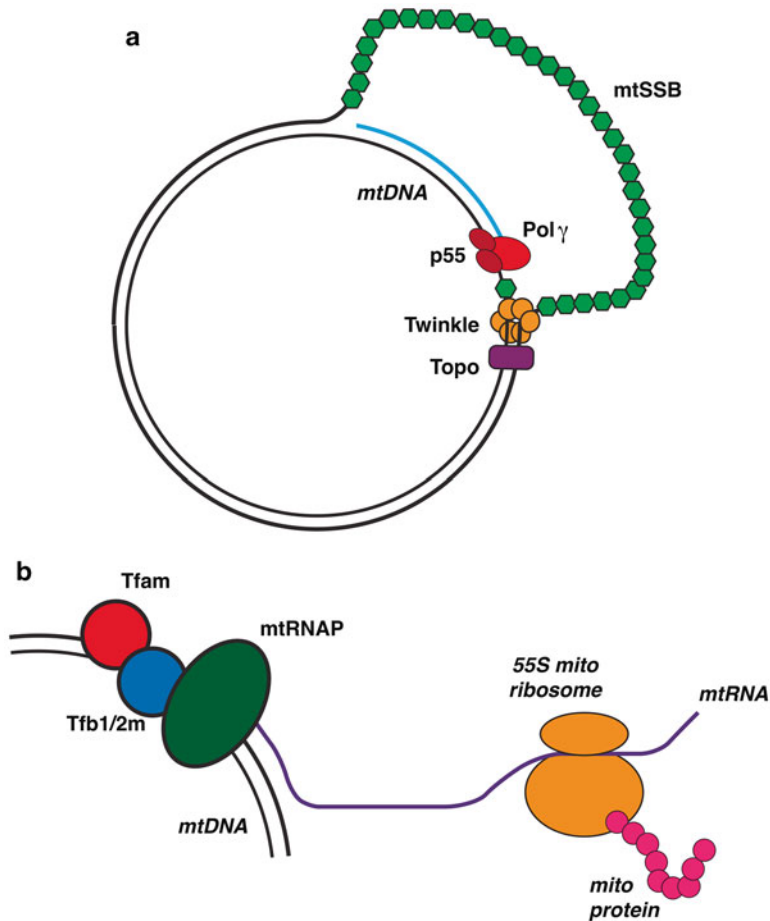 a
mtSSB
mtDNA
Pol γ
p55
Twinkle
Topo
b
Tfam
mtRNAP
55S mito
ribosome
mtRNA
Tfb1/2m
mtDNA
mito
protein